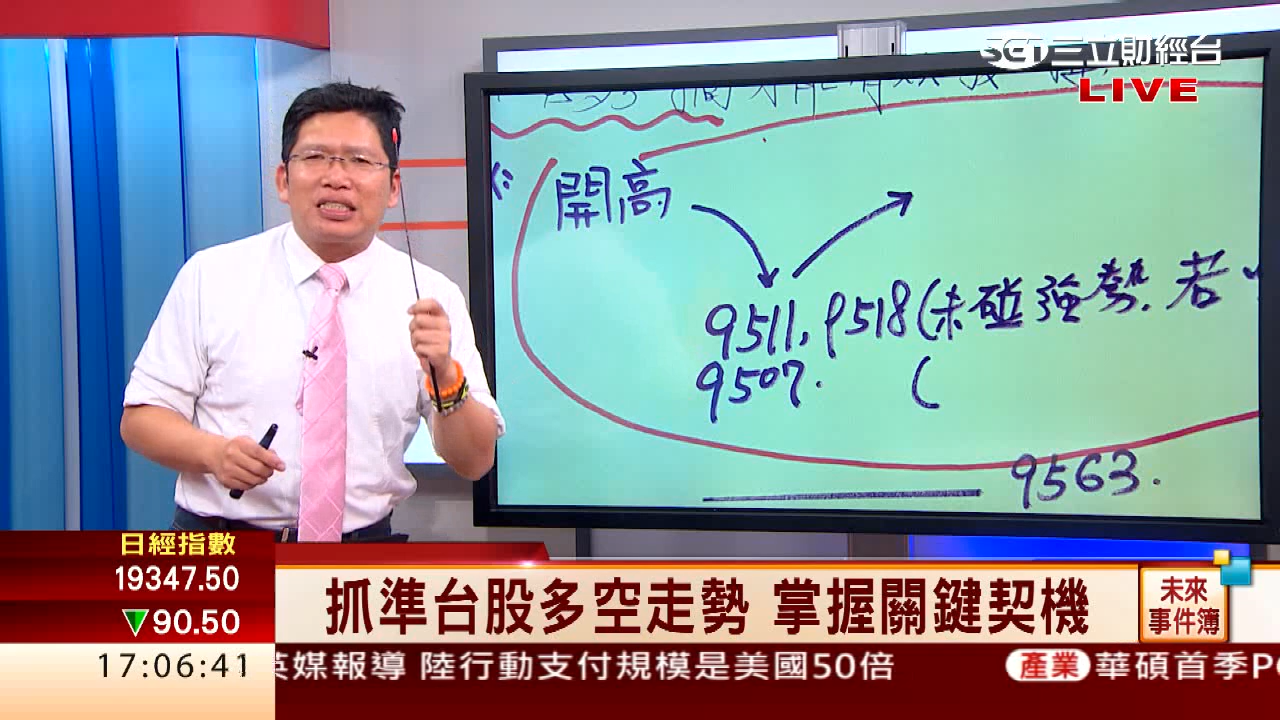 SET三立財經台
LIVE
開高
9511, 9518(未碰強勢.若
9507. (
9563.
日經指數
19347.50
▼90.50
抓準台股多空走勢 掌握關鍵契機
未來
事件簿
17:06:41
英媒報導 陸行動支付規模是美國50倍
產業 華碩首季PC